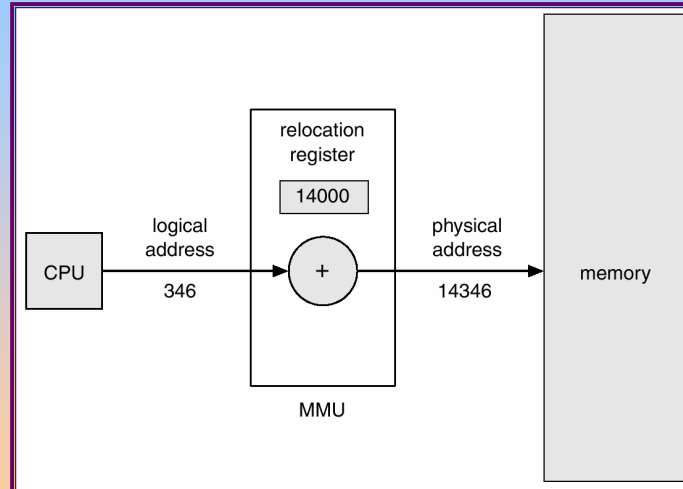 relocation
register
14000
logical
address
physical
address
CPU
+
memory
346
14346
MMU